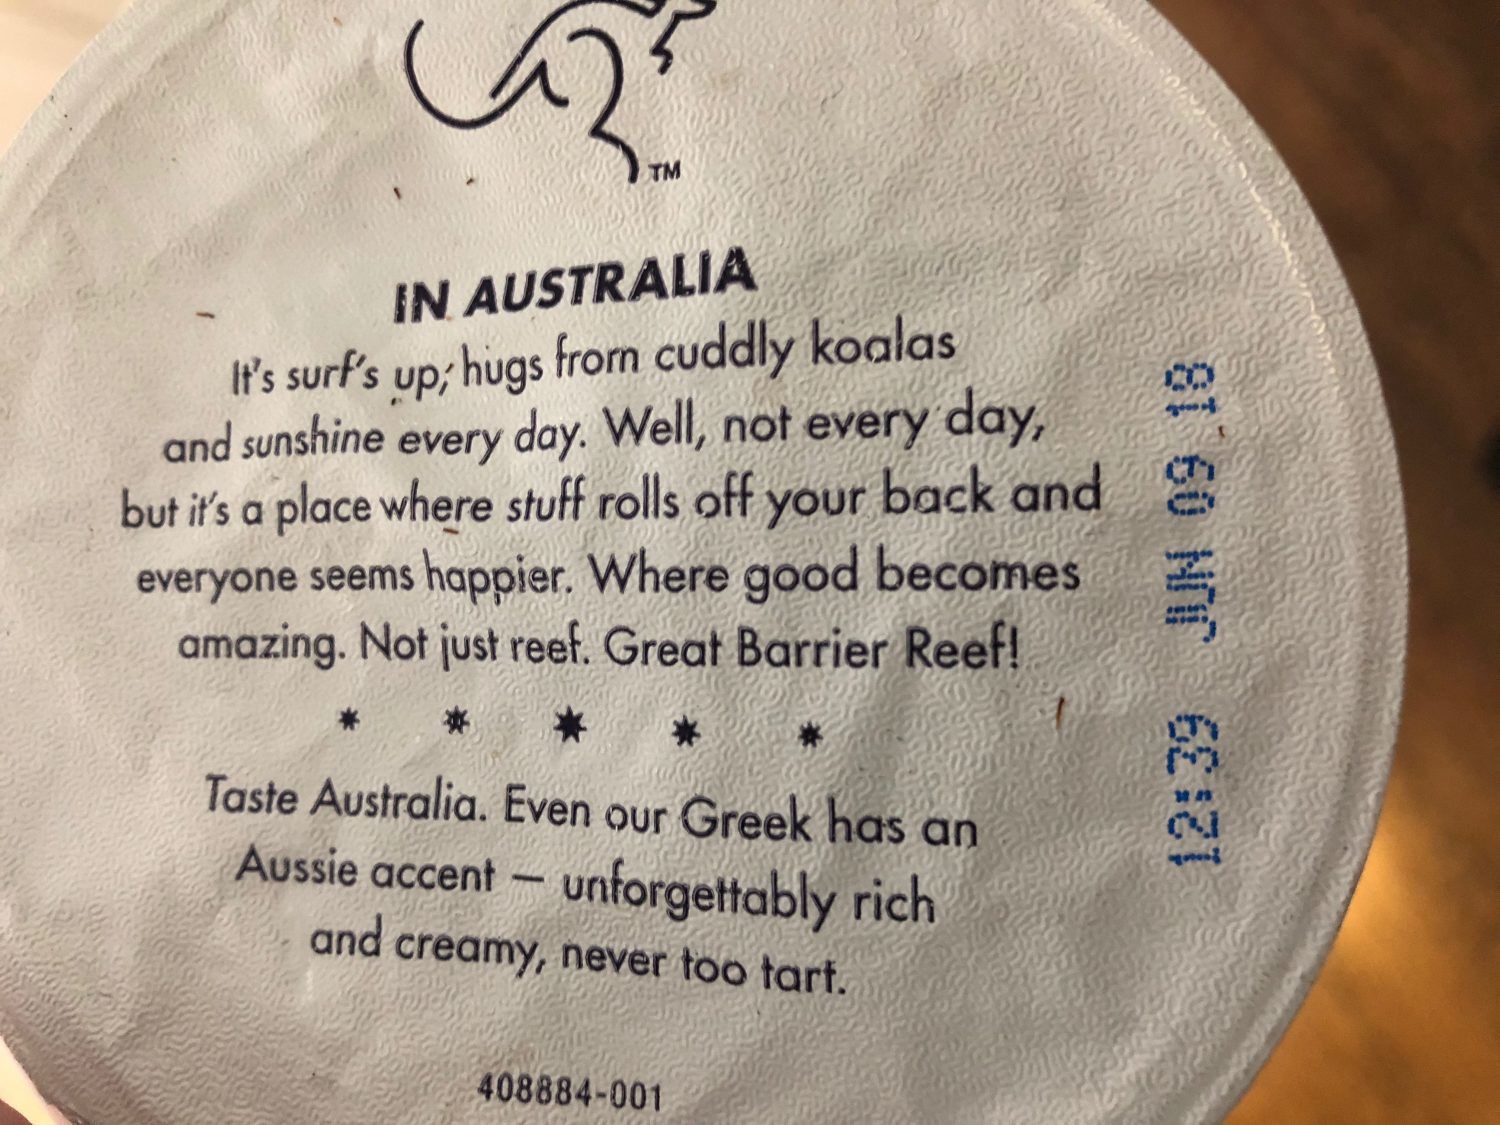 TM
IN AUSTRALIA
It's surf's up; hugs from cuddly koalas
and sunshine every day. Well, not every day,
but it's a place where stuff rolls off your back and
everyone seems happier. Where good becomes
amazing. Not just reef. Great Barrier Reef!
Taste Australia. Even our Greek has an
Aussie accent — unforgettably rich
and creamy, never too tart.
408884-001
12:39 JUN 09 18